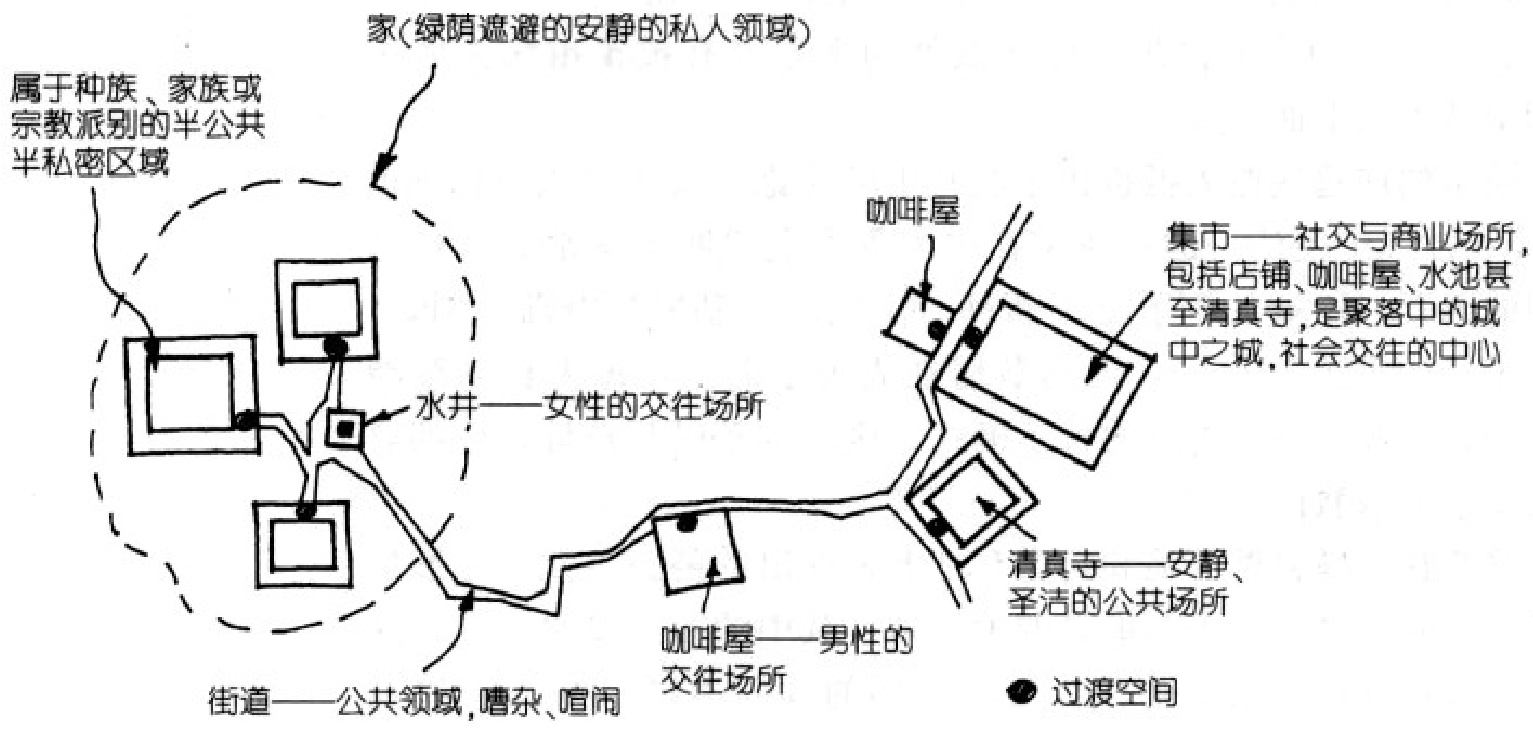 家(绿荫遮避的安静的私人领域)
属于种族、家族或
宗教派别的半公共
半私密区域
咖啡屋
集市——社交与商业场所,
包括店铺、咖啡屋、水池甚
至清真寺,是聚落中的城
中之城,社会交往的中心
水井——女性的交往场所
清真寺——安静、
圣洁的公共场所
咖啡屋——男性的
交往场所
街道——公共领域,嘈杂、喧闹
过渡空间